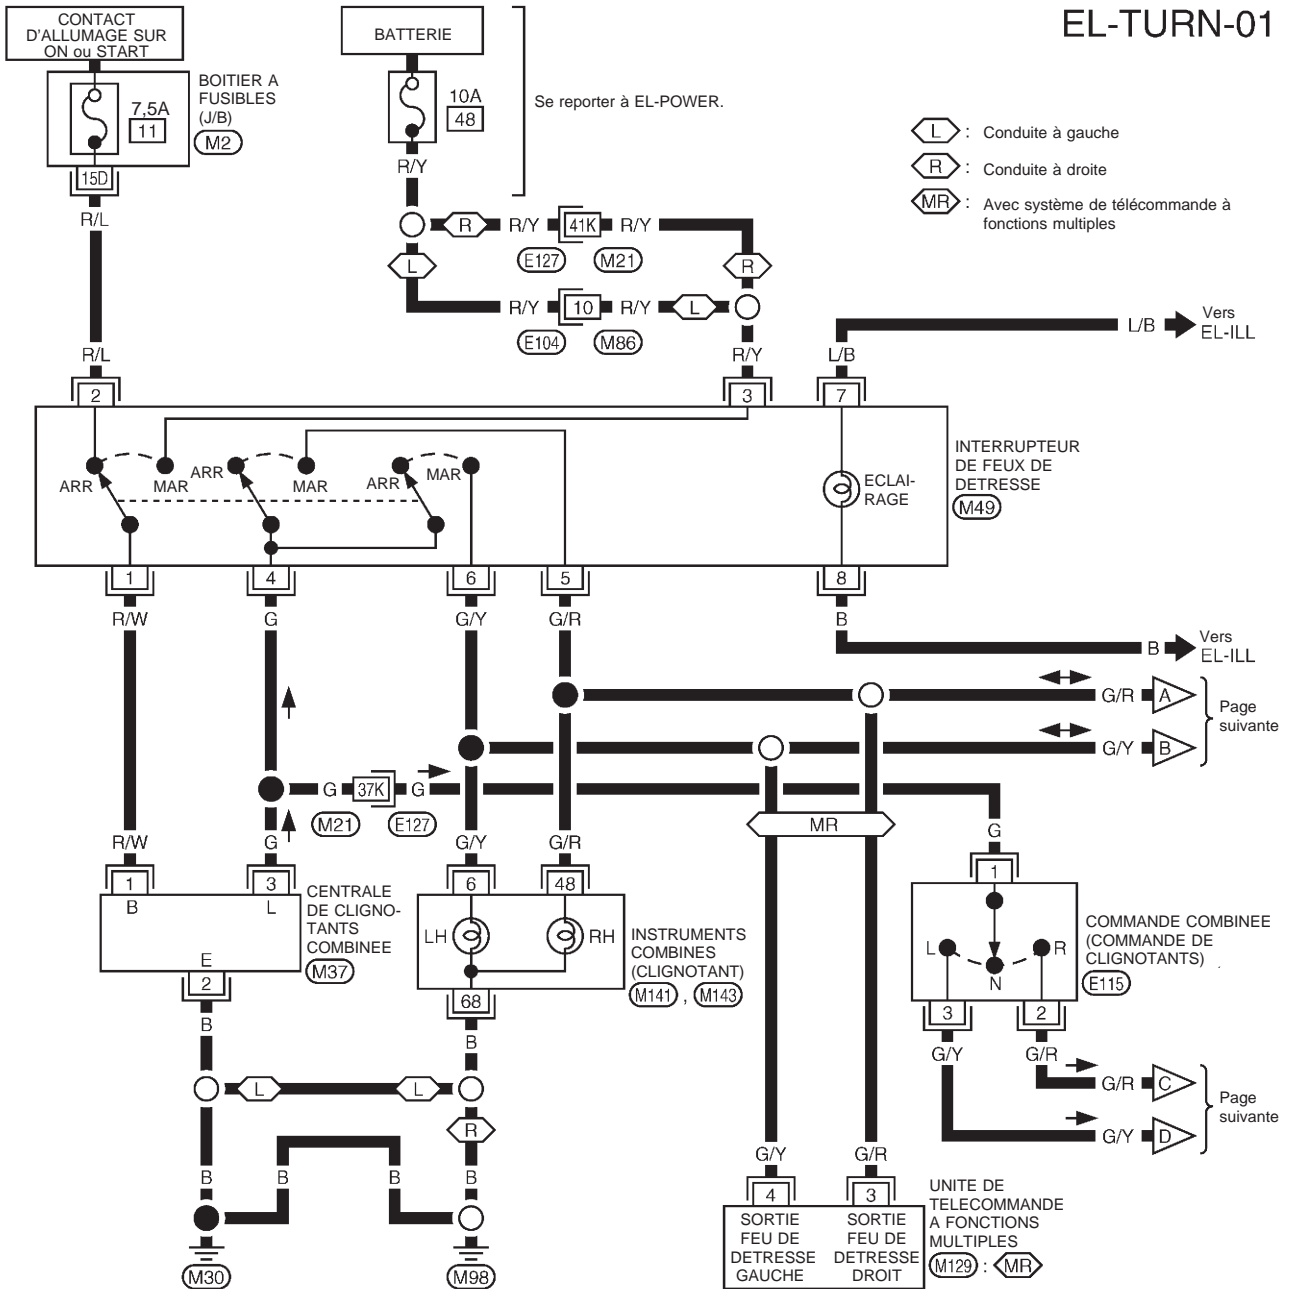 EL-TURN-01
CONTACT
D'ALLUMAGE SUR
ON ou START
BATTERIE
7,5A
11
BOITIER A
FUSIBLES
(J/B)
M2
10A
48
Se reporter à EL-POWER.
L : Conduite à gauche
R : Conduite à droite
MR : Avec système de télécommande à
fonctions multiples
15D
R/L
R/Y
R R/Y 41K R/Y
E127 M21
L R
R/Y 10 R/Y L
E104 M86
L/B Vers
EL-ILL
R/L R/Y L/B
2 3 7
ARR MAR ARR MAR ARR MAR
ECLAI-
RAGE
INTERRUPTEUR
DE FEUX DE
DETRESSE
M49
1 4 6 5 8
R/W G G/Y G/R B
B Vers
EL-ILL
G/R A
G/Y B
Page
suivante
G 37K G
M21 E127
MR
R/W G G/Y G/R G
1 3 6 48 1
B L
E
CENTRALE
DE CLIGNO-
TANTS
COMBINEE
M37
LH RH
INSTRUMENTS
COMBINES
(CLIGNOTANT)
M141 , M143
L R
N
COMMANDE COMBINEE
(COMMANDE DE
CLIGNOTANTS)
E115
2 68 3 2
B B G/Y G/R
L L
R
G/R C
G/Y D
Page
suivante
B B B B
G/Y G/R
4 3
SORTIE
FEU DE
DETRESSE
GAUCHE
SORTIE
FEU DE
DETRESSE
DROIT
UNITE DE
TELECOMMANDE
A FONCTIONS
MULTIPLES
M129 : MR
M30 M98